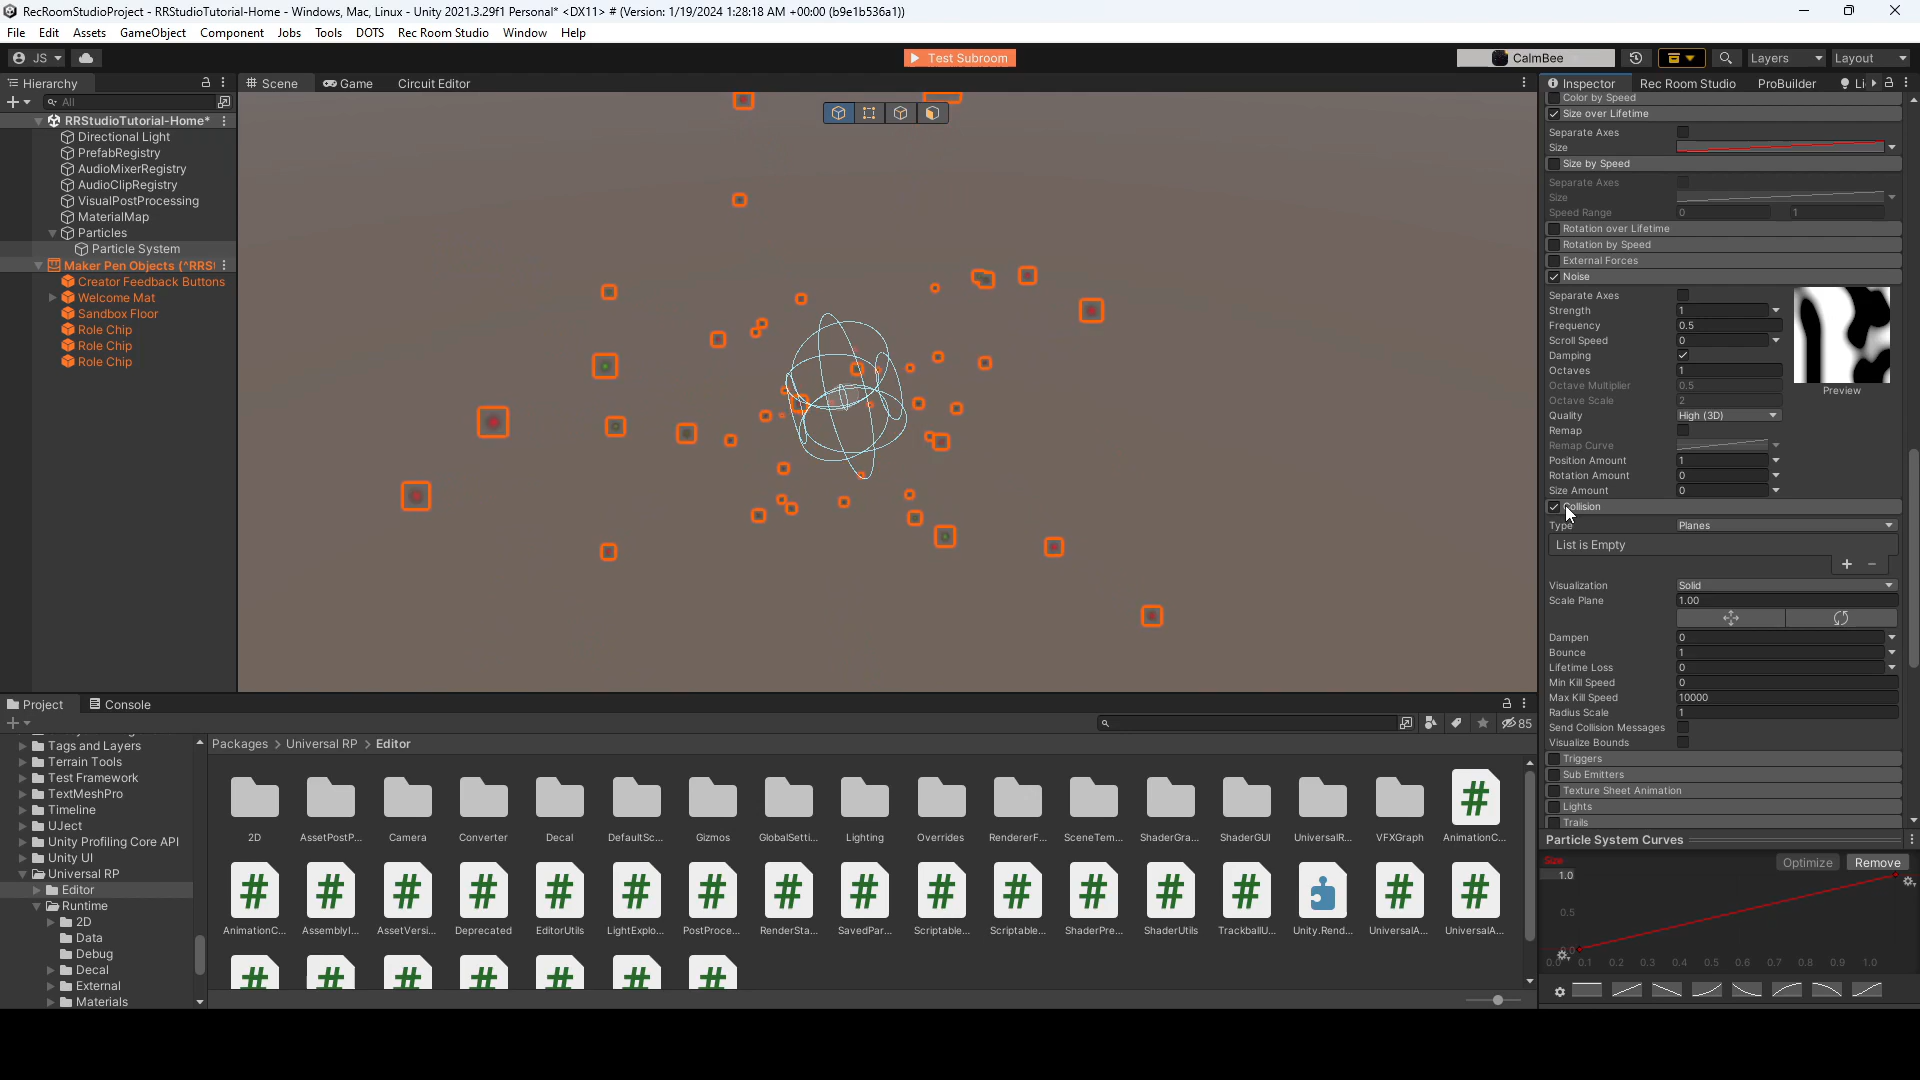 RecRoomStudioProject - RRStudioTutorial-Home - Windows, Mac, Linux - Unity 2021.3.29f1 Personal* <DX11> # (Version: 1/19/2024 1:28:18 AM +00:00 (b9e1b536a1))
File Edit Assets GameObject Component Jobs Tools DOTS Rec Room Studio Window Help
JS Test Subroom CalmBee Layers Layout
Hierarchy
All
RRStudioTutorial-Home*
Directional Light
PrefabRegistry
AudioMixerRegistry
AudioClipRegistry
VisualPostProcessing
MaterialMap
Particles
Particle System
Maker Pen Objects (^RRS
Creator Feedback Buttons
Welcome Mat
Sandbox Floor
Role Chip
Role Chip
Role Chip
Scene Game Circuit Editor
Inspector Rec Room Studio ProBuilder Li
Color by Speed
Size over Lifetime
Separate Axes
Size
Size by Speed
Separate Axes
Size
Speed Range 0 1
Rotation over Lifetime
Rotation by Speed
External Forces
Noise
Separate Axes
Strength 1
Frequency 0.5
Scroll Speed 0
Damping
Octaves 1
Octave Multiplier 0.5
Octave Scale 2
Quality High (3D)
Remap
Remap Curve
Position Amount 1
Rotation Amount 0
Size Amount 0
Preview
Collision
Type Planes
List is Empty
Visualization Solid
Scale Plane 1.00
Dampen 0
Bounce 1
Lifetime Loss 0
Min Kill Speed 0
Max Kill Speed 10000
Radius Scale 1
Send Collision Messages
Visualize Bounds
Triggers
Sub Emitters
Texture Sheet Animation
Lights
Trails
Particle System Curves
Size Optimize Remove
1.0
0.5
0.0
0.0 0.1 0.2 0.3 0.4 0.5 0.6 0.7 0.8 0.9 1.0
Project Console
85
Tags and Layers
Terrain Tools
Test Framework
TextMeshPro
Timeline
UJect
Unity Profiling Core API
Unity UI
Universal RP
Editor
Runtime
2D
Data
Debug
Decal
External
Materials
Packages > Universal RP > Editor
2D AssetPostP... Camera Converter Decal DefaultSc... Gizmos GlobalSetti... Lighting Overrides RendererF... SceneTem... ShaderGra... ShaderGUI UniversalR... VFXGraph AnimationC...
AnimationC... AssemblyI... AssetVersi... Deprecated EditorUtils LightExplo... PostProce... RenderSta... SavedPar... Scriptable... Scriptable... ShaderPre... ShaderUtils TrackballU... Unity.Rend... UniversalA... UniversalA...